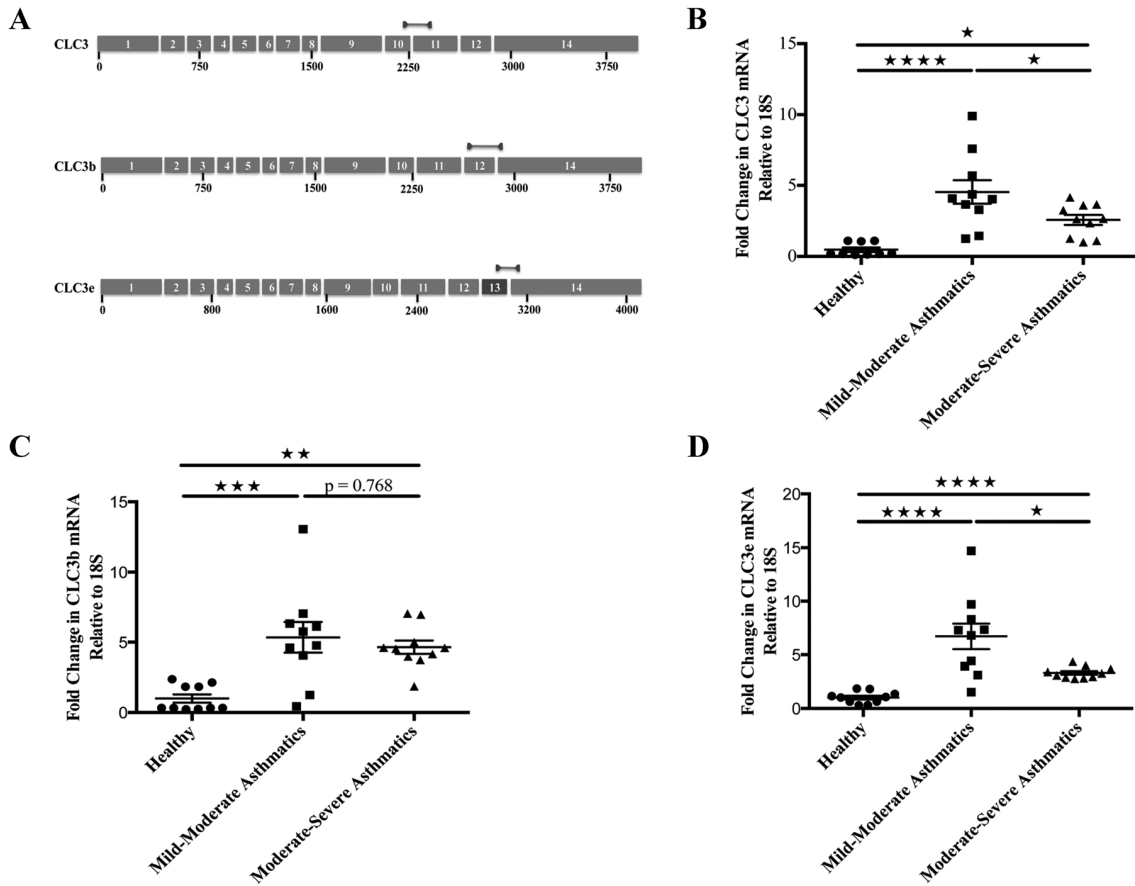 A
CLC3 1 2 3 4 5 6 7 8 9 10 11 12 14
0 750 1500 2250 3000 3750
CLC3b 1 2 3 4 5 6 7 8 9 10 11 12 14
0 750 1500 2250 3000 3750
CLC3e 1 2 3 4 5 6 7 8 9 10 11 12 13 14
0 800 1600 2400 3200 4000
B
★
★★★★ ★
Fold Change in CLC3 mRNA
Relative to 18S
15
10
5
0
Healthy
Mild-Moderate Asthmatics
Moderate-Severe Asthmatics
C
★★
★★★ p = 0.768
Fold Change in CLC3b mRNA
Relative to 18S
15
10
5
0
Healthy
Mild-Moderate Asthmatics
Moderate-Severe Asthmatics
D
★★★★
★★★★ ★
Fold Change in CLC3e mRNA
Relative to 18S
20
15
10
5
0
Healthy
Mild-Moderate Asthmatics
Moderate-Severe Asthmatics